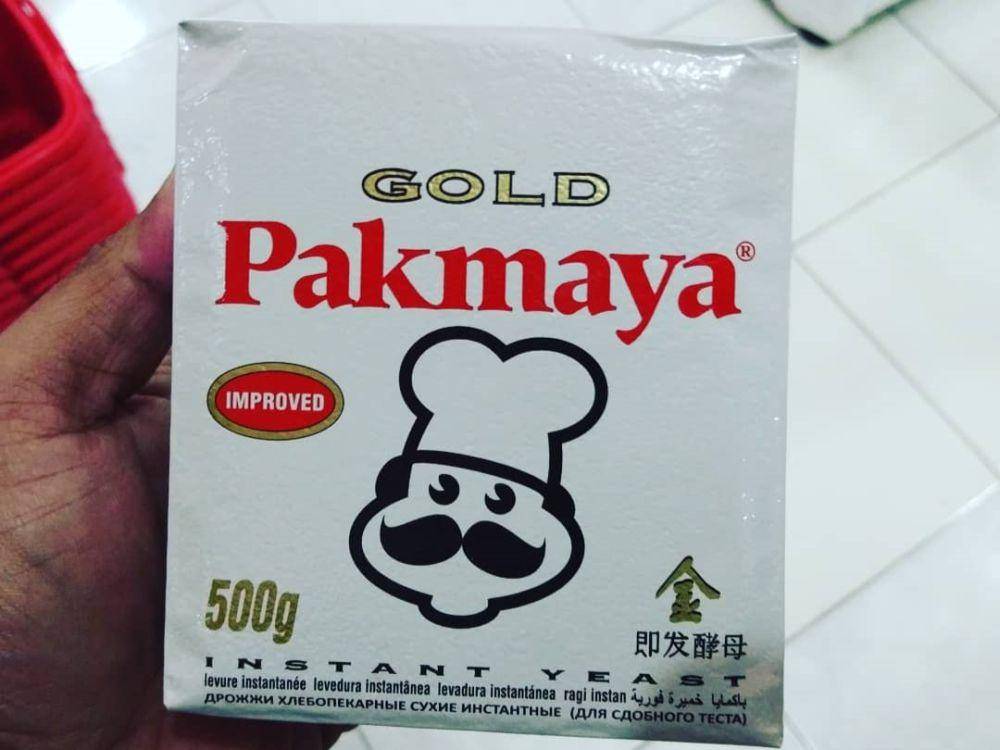 GOLD
Pakmaya®
IMPROVED
500g
金
即发酵母
INSTANT YEAST
levure instantanée levedura instantânea levadura instantánea ragi instan باكمايا خميرة فورية
ДРОЖЖИ ХЛЕБОПЕКАРНЫЕ СУХИЕ ИНСТАНТНЫЕ (ДЛЯ СДОБНОГО ТЕСТА)